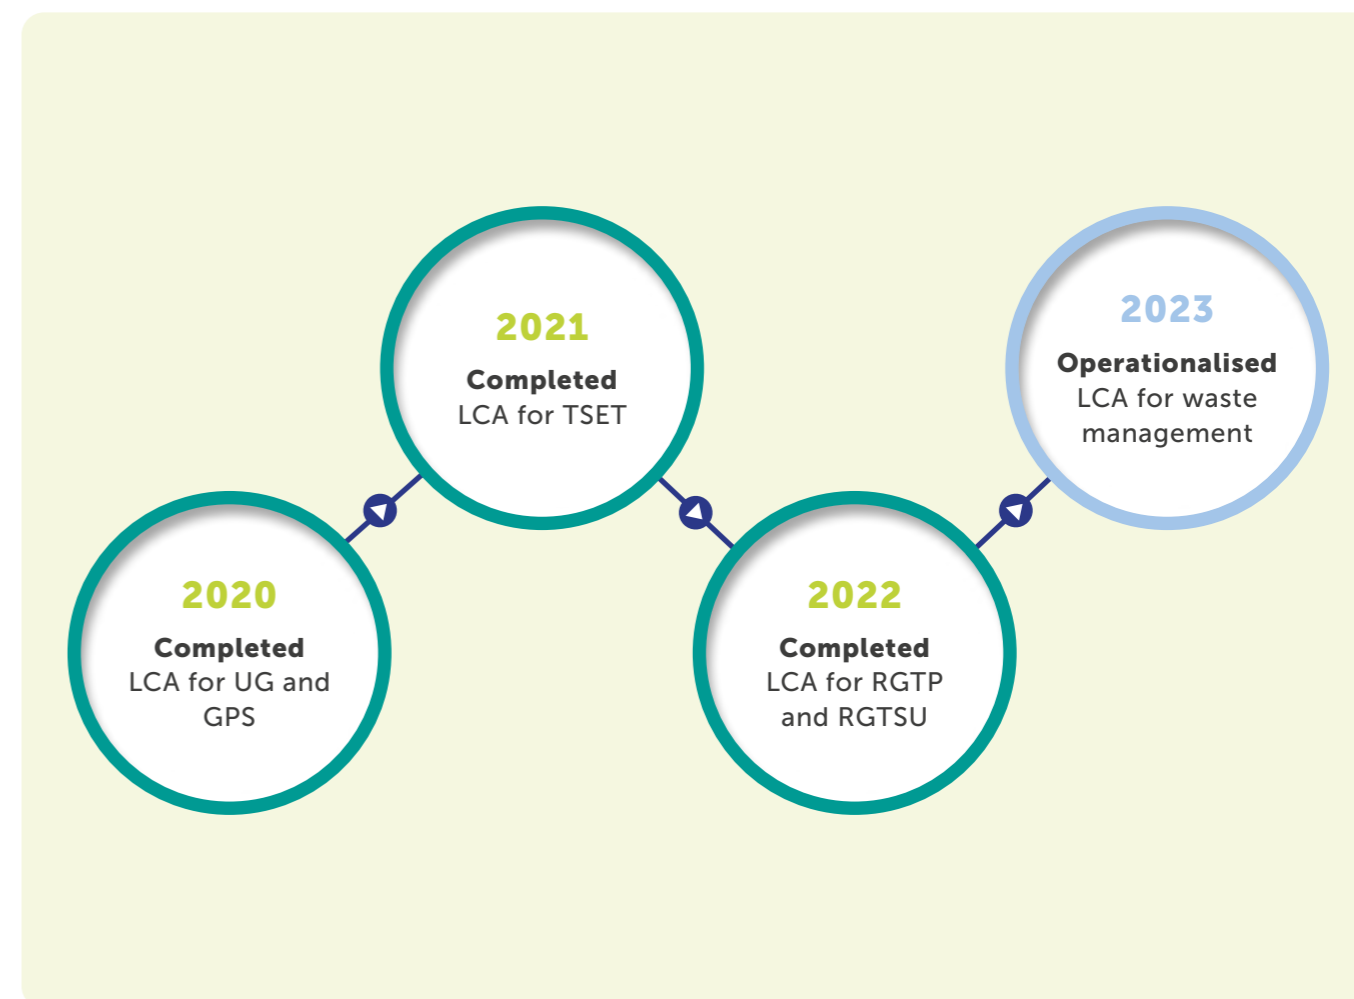 2020
Completed
LCA for UG and
GPS
2021
Completed
LCA for TSET
2022
Completed
LCA for RGTP
and RGTSU
2023
Operationalised
LCA for waste
management